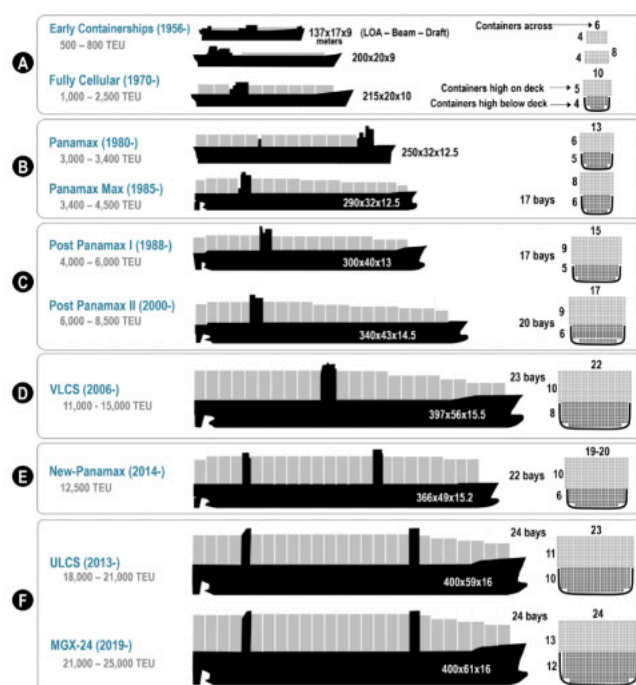 Early Containerships (1956-)
500 – 800 TEU
137x17x9 (LOA – Beam – Draft)
meters
Containers across
6
4
200x20x9
4
8
A
Fully Cellular (1970-)
1,000 – 2,500 TEU
215x20x10
10
Containers high on deck
5
Containers high below deck
4
B
Panamax (1980-)
3,000 – 3,400 TEU
250x32x12.5
13
6
5
Panamax Max (1985-)
3,400 – 4,500 TEU
290x32x12.5
17 bays
8
6
C
Post Panamax I (1988-)
4,000 – 6,000 TEU
300x40x13
17 bays
15
9
5
Post Panamax II (2000-)
6,000 – 8,500 TEU
340x43x14.5
20 bays
17
9
6
D
VLCS (2006-)
11,000 - 15,000 TEU
397x56x15.5
23 bays
22
10
8
E
New-Panamax (2014-)
12,500 TEU
366x49x15.2
22 bays
19-20
10
6
F
ULCS (2013-)
18,000 – 21,000 TEU
400x59x16
24 bays
23
11
10
MGX-24 (2019-)
21,000 – 25,000 TEU
400x61x16
24 bays
24
13
12